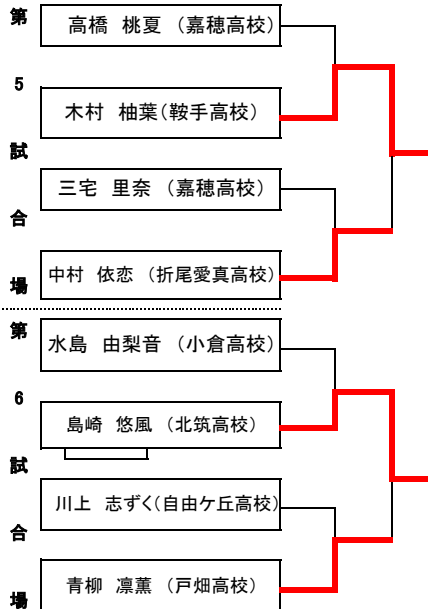 第5試合場
高橋 桃夏 (嘉穂高校)
木村 柚葉(鞍手高校)
三宅 里奈 (嘉穂高校)
中村 依恋 (折尾愛真高校)
第6試合場
水島 由梨音 (小倉高校)
島崎 悠風 (北筑高校)
川上 志ずく(自由ケ丘高校)
青柳 凛薫 (戸畑高校)